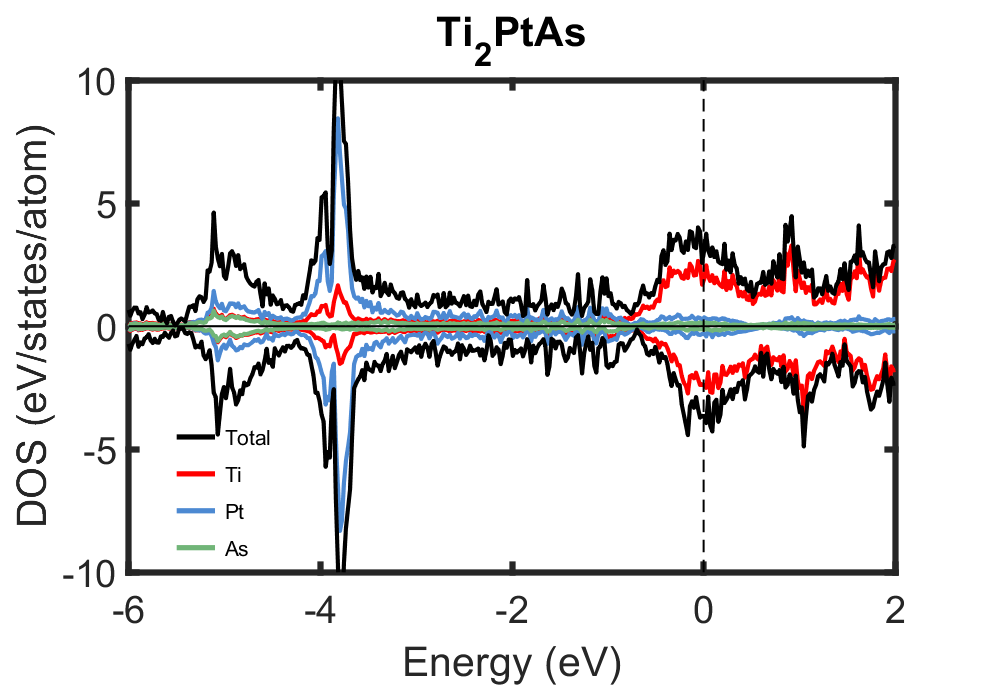 Ti2PtAs
10
5
0
-5
-10
DOS (eV/states/atom)
Total
Ti
Pt
As
-6 -4 -2 0 2
Energy (eV)